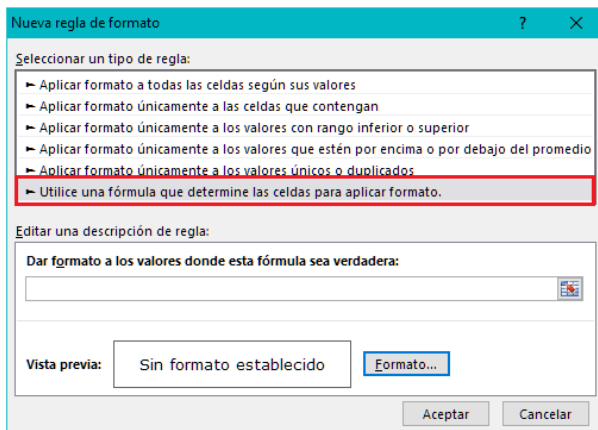 Nueva regla de formato ? ×
Seleccionar un tipo de regla:
► Aplicar formato a todas las celdas según sus valores
► Aplicar formato únicamente a las celdas que contengan
► Aplicar formato únicamente a los valores con rango inferior o superior
► Aplicar formato únicamente a los valores que estén por encima o por debajo del promedio
► Aplicar formato únicamente a los valores únicos o duplicados
► Utilice una fórmula que determine las celdas para aplicar formato.
Editar una descripción de regla:
Dar formato a los valores donde esta fórmula sea verdadera:
Vista previa: Sin formato establecido Formato...
Aceptar Cancelar